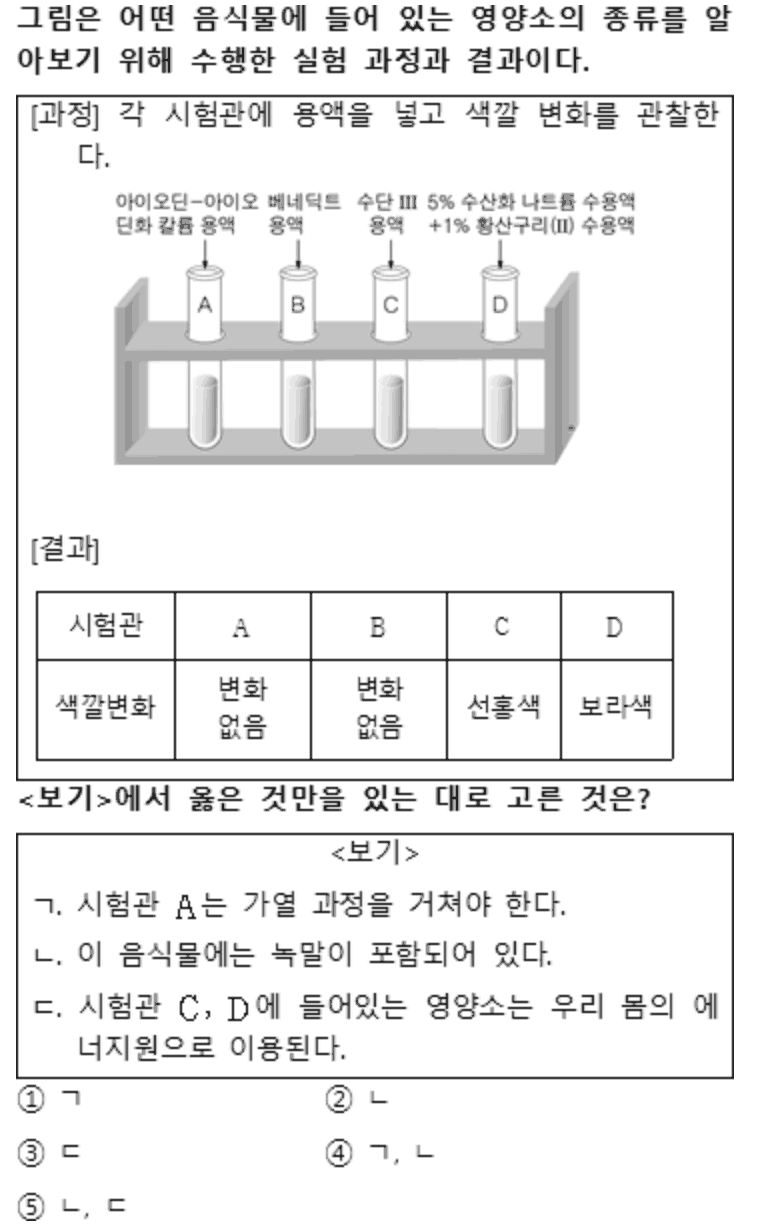 그림은 어떤 음식물에 들어 있는 영양소의 종류를 알
아보기 위해 수행한 실험 과정과 결과이다.
[과정] 각 시험관에 용액을 넣고 색깔 변화를 관찰한
다.
아이오딘-아이오 베네딕트 수단 III 5% 수산화 나트륨 수용액
딘화 칼륨 용액 용액 용액 +1% 황산구리(II) 수용액
A B C D
[결과]
시험관 A B C D
색깔변화 변화 없음 변화 없음 선홍색 보라색
<보기>에서 옳은 것만을 있는 대로 고른 것은?
<보기>
ㄱ. 시험관 A는 가열 과정을 거쳐야 한다.
ㄴ. 이 음식물에는 녹말이 포함되어 있다.
ㄷ. 시험관 C, D에 들어있는 영양소는 우리 몸의 에
너지원으로 이용된다.
① ㄱ ② ㄴ
③ ㄷ ④ ㄱ, ㄴ
⑤ ㄴ, ㄷ